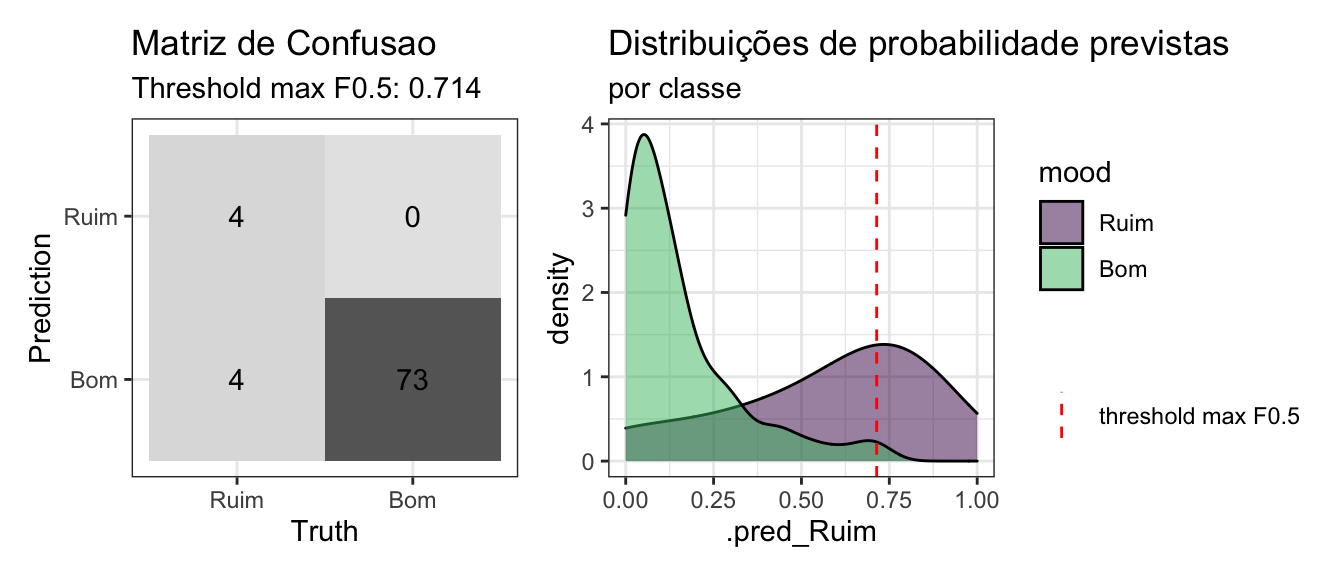 Matriz de Confusao
Threshold max F0.5: 0.714
Prediction
Ruim
Bom
4
0
4
73
Ruim
Bom
Truth
Distribuições de probabilidade previstas
por classe
density
4
3
2
1
0
0.00
0.25
0.50
0.75
1.00
.pred_Ruim
mood
Ruim
Bom
threshold max F0.5